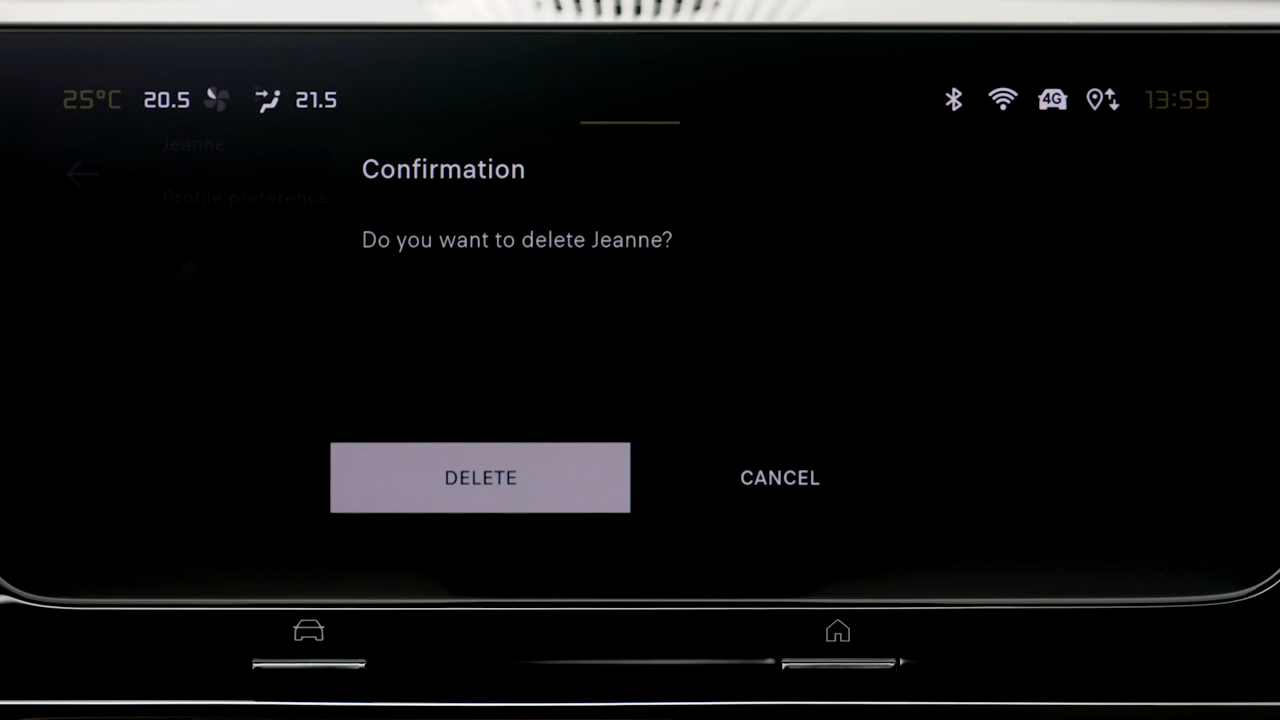 25°C 20.5 21.5 4G 13:59
Jeanne
Confirmation
Profile preference
Do you want to delete Jeanne?
DELETE CANCEL